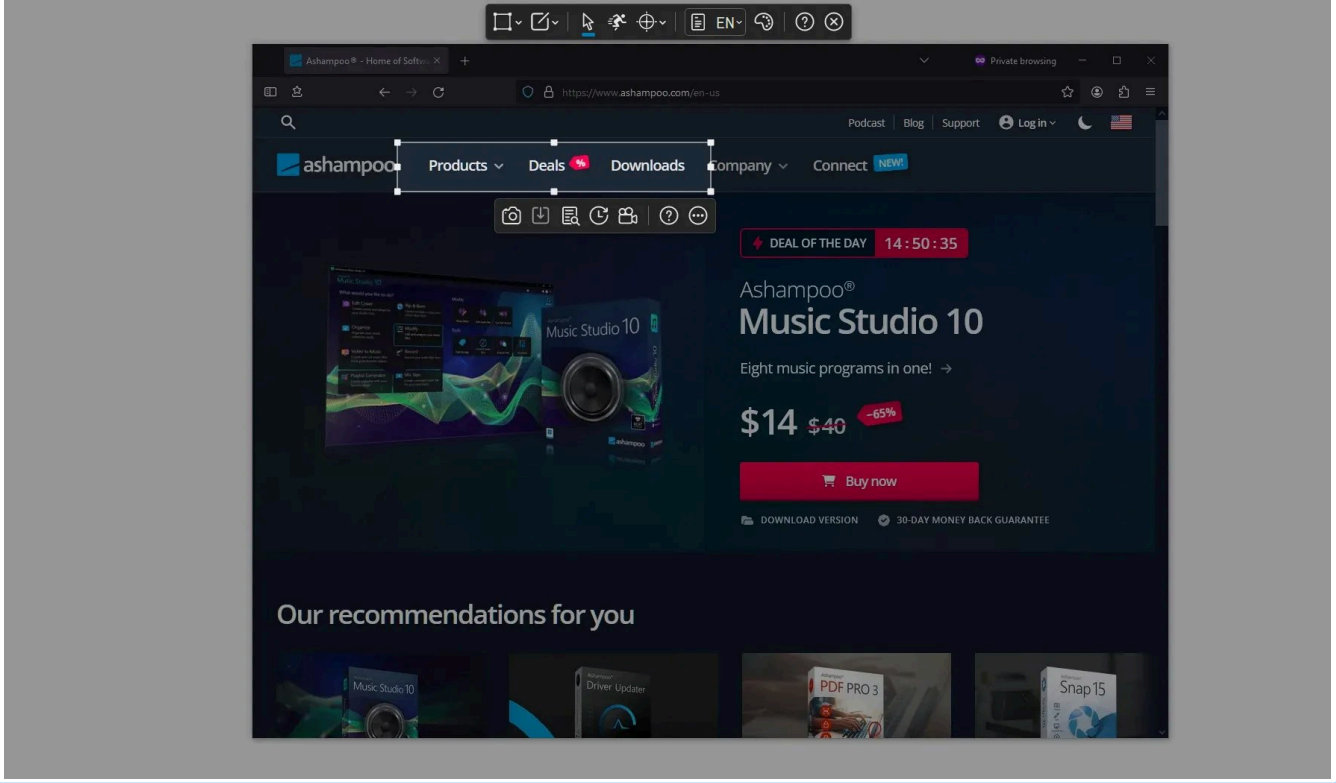 EN
Ashampoo® - Home of Softw
Private browsing
https://www.ashampoo.com/en-us
Podcast Blog Support Log in
ashampoo Products Deals % Downloads Company Connect NEW!
DEAL OF THE DAY 14:50:35
Ashampoo®
Music Studio 10
Eight music programs in one! →
$14 $40 -65%
Buy now
DOWNLOAD VERSION 30-DAY MONEY BACK GUARANTEE
Music Studio 10
ashampoo
Our recommendations for you
Music Studio 10
Driver Updater
PDF PRO 3
Snap 15